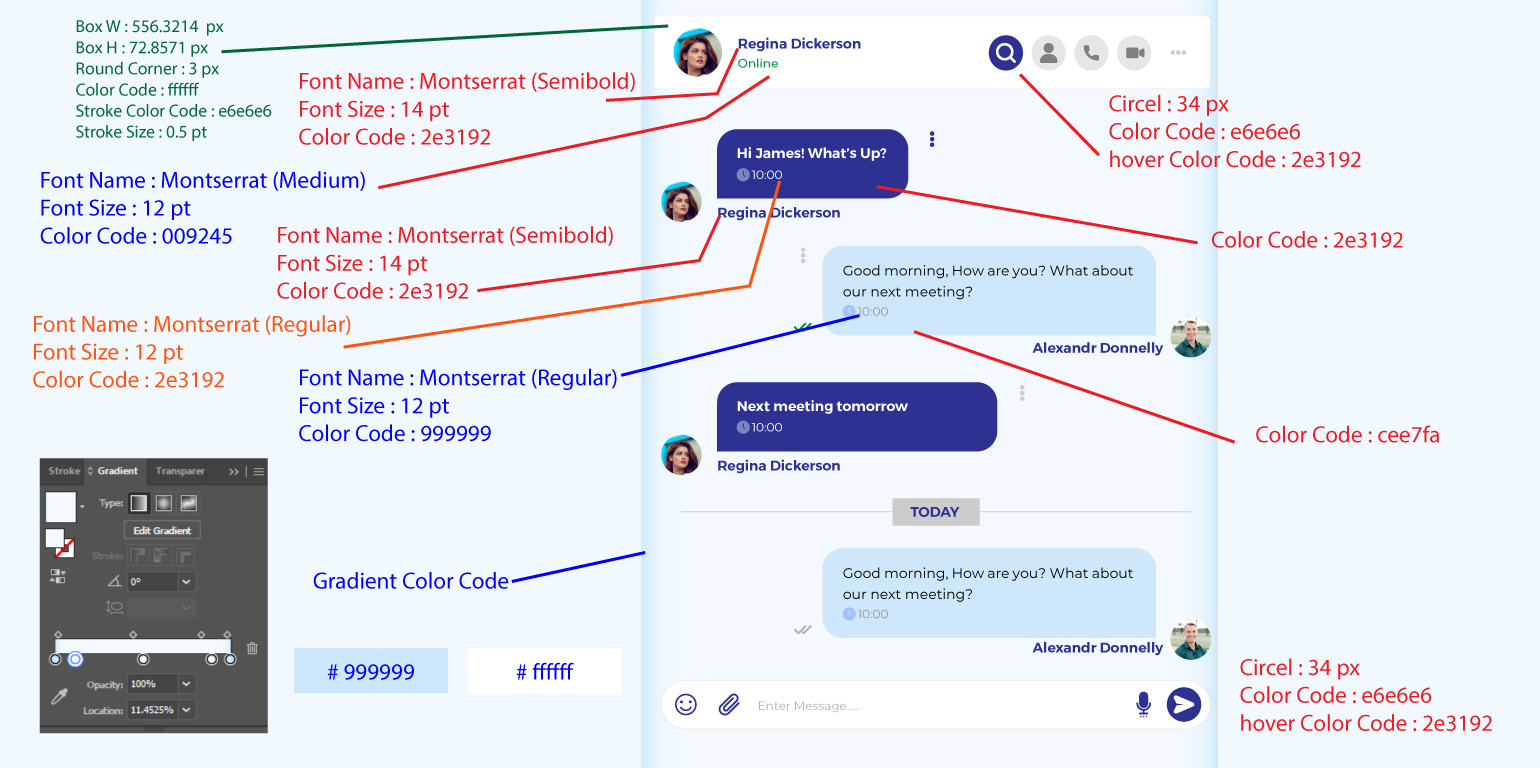 Box W : 556.3214  px
Box H : 72.8571 px
Round Corner : 3 px
Color Code : ffffff
Stroke Color Code : e6e6e6
Stroke Size : 0.5 pt
Font Name : Montserrat (Semibold)
Font Size : 14 pt
Color Code : 2e3192
Font Name : Montserrat (Medium)
Font Size : 12 pt
Color Code : 009245
Font Name : Montserrat (Semibold)
Font Size : 14 pt
Color Code : 2e3192
Font Name : Montserrat (Regular)
Font Size : 12 pt
Color Code : 2e3192
Font Name : Montserrat (Regular)
Font Size : 12 pt
Color Code : 999999
Stroke Gradient Transparer
Type:
Edit Gradient
Stroke:
0°
Opacity: 100%
Location: 11.4525%
Gradient Color Code
# 999999
# ffffff
Regina Dickerson
Online
Hi James! What's Up?
10:00
Regina Dickerson
Good morning, How are you? What about
our next meeting?
10:00
Alexandr Donnelly
Next meeting tomorrow
10:00
Regina Dickerson
TODAY
Good morning, How are you? What about
our next meeting?
10:00
Alexandr Donnelly
Enter Message.....
Circel : 34 px
Color Code : e6e6e6
hover Color Code : 2e3192
Color Code : 2e3192
Color Code : cee7fa
Circel : 34 px
Color Code : e6e6e6
hover Color Code : 2e3192